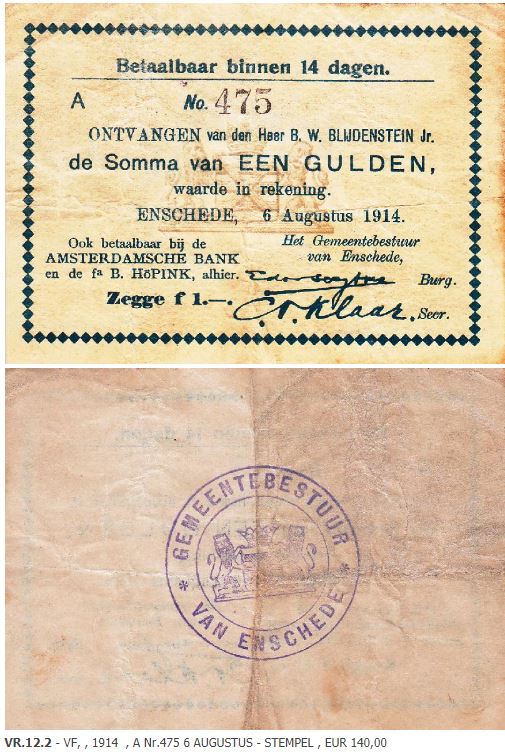 Betaalbaar binnen 14 dagen.
A No. 475
ONTVANGEN van den Heer B. W. BLIJDENSTEIN Jr.
de Somma van EEN GULDEN,
waarde in rekening.
ENSCHEDE, 6 Augustus 1914.
Ook betaalbaar bij de
AMSTERDAMSCHE BANK
en de fa B. HöPINK, alhier.
Zegge f 1.—.
Het Gemeentebestuur
van Enschede,
Burg.
Klaar. Secr.
GEMEENTEBESTUUR
* VAN ENSCHEDE *
VR.12.2 - VF, , 1914 , A Nr.475 6 AUGUSTUS - STEMPEL , EUR 140,00